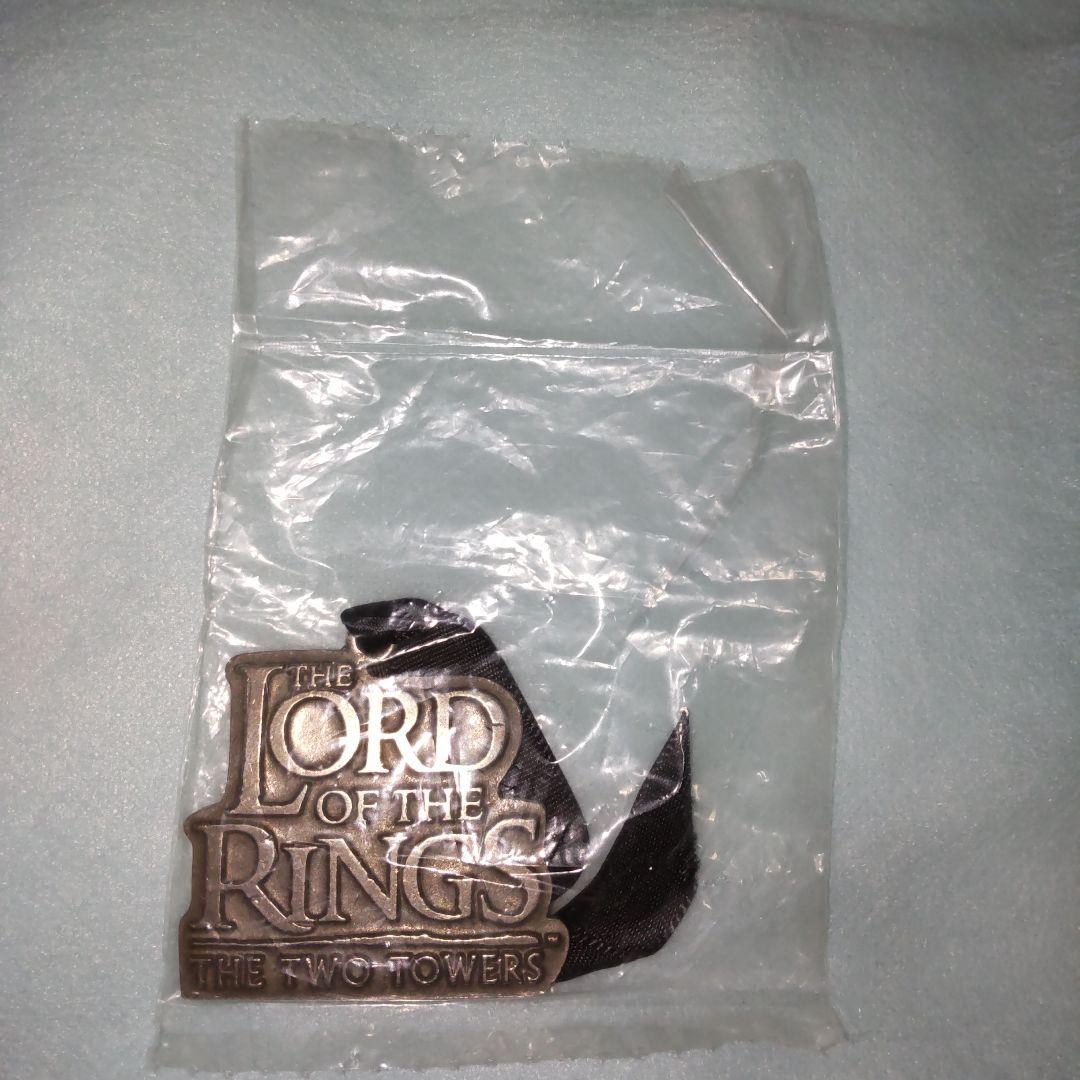 THE
LORD
OF THE
RINGS
THE TWO TOWERS